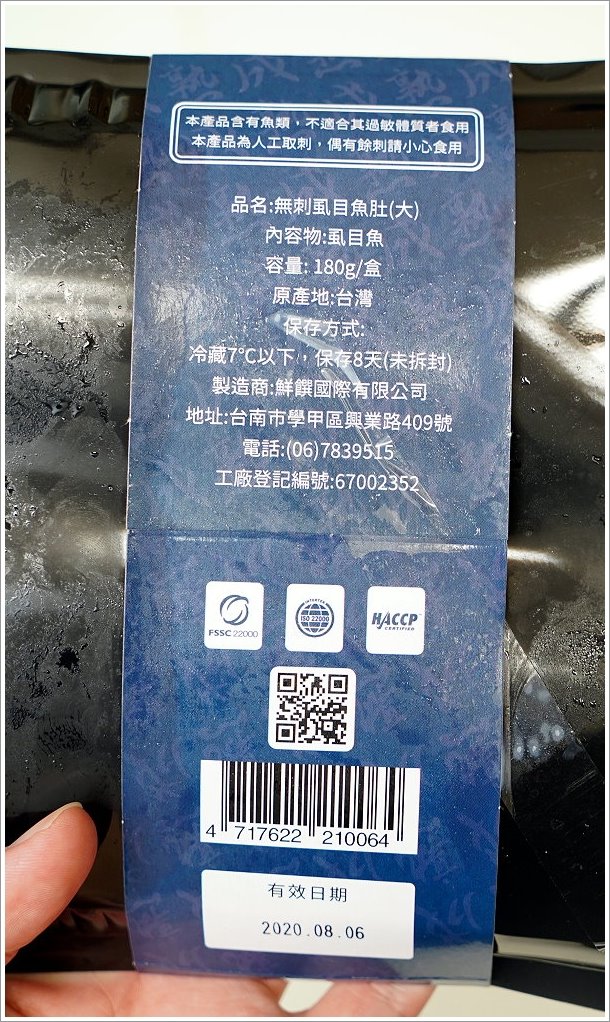 本產品含有魚類，不適合其過敏體質者食用
本產品為人工取刺，偶有餘刺請小心食用
品名:無刺虱目魚肚(大)
內容物:虱目魚
容量: 180g/盒
原產地:台灣
保存方式:
冷藏7℃以下，保存8天(未拆封)
製造商:鮮饌國際有限公司
地址:台南市學甲區興業路409號
電話:(06)7839515
工廠登記編號:67002352
FSSC 22000
ISO 22000
HACCP
CERTIFIED
4 717622 210064
有效日期
2020.08.06